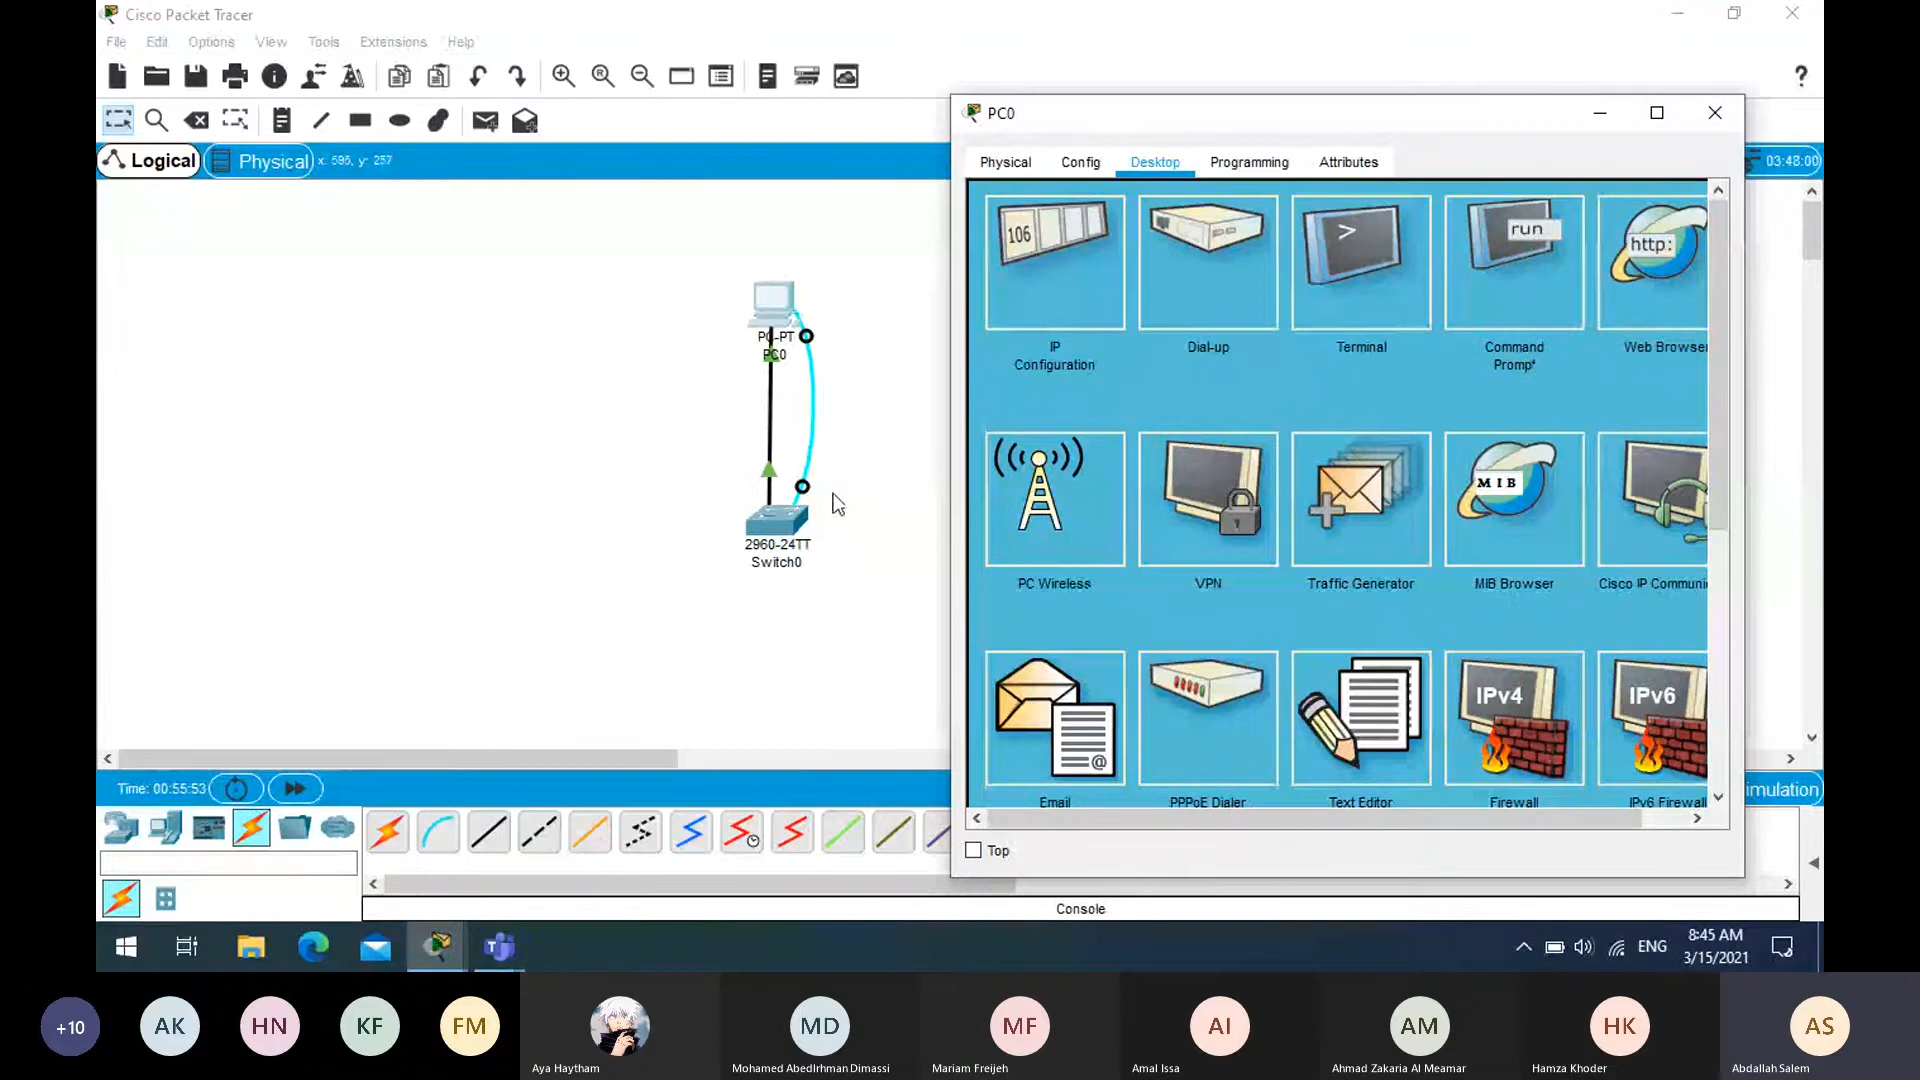 Cisco Packet Tracer
File Edit Options View Tools Extensions Help
?
Logical Physical x: 595, y: 257
03:48:00
PC0
Physical Config Desktop Programming Attributes
106
>
run
http:
IP
Configuration
Dial-up
Terminal
Command
Web Browser
MIB
PC Wireless
VPN
Traffic Generator
MIB Browser
Cisco IP Communi
IPv4
IPv6
@
Email
PPPoE Dialer
Text Editor
Firewall
IPv6 Firewall
Top
PC-PT
PC0
2960-24TT
Switch0
Time: 00:55:53
imulation
Console
ENG
8:45 AM
3/15/2021
+10
AK
HN
KF
FM
MD
MF
AI
AM
HK
AS
Aya Haytham
Mohamed AbedlRhman Dimassi
Mariam Freijeh
Amal Issa
Ahmad Zakaria Al Meamar
Hamza Khoder
Abdallah Salem